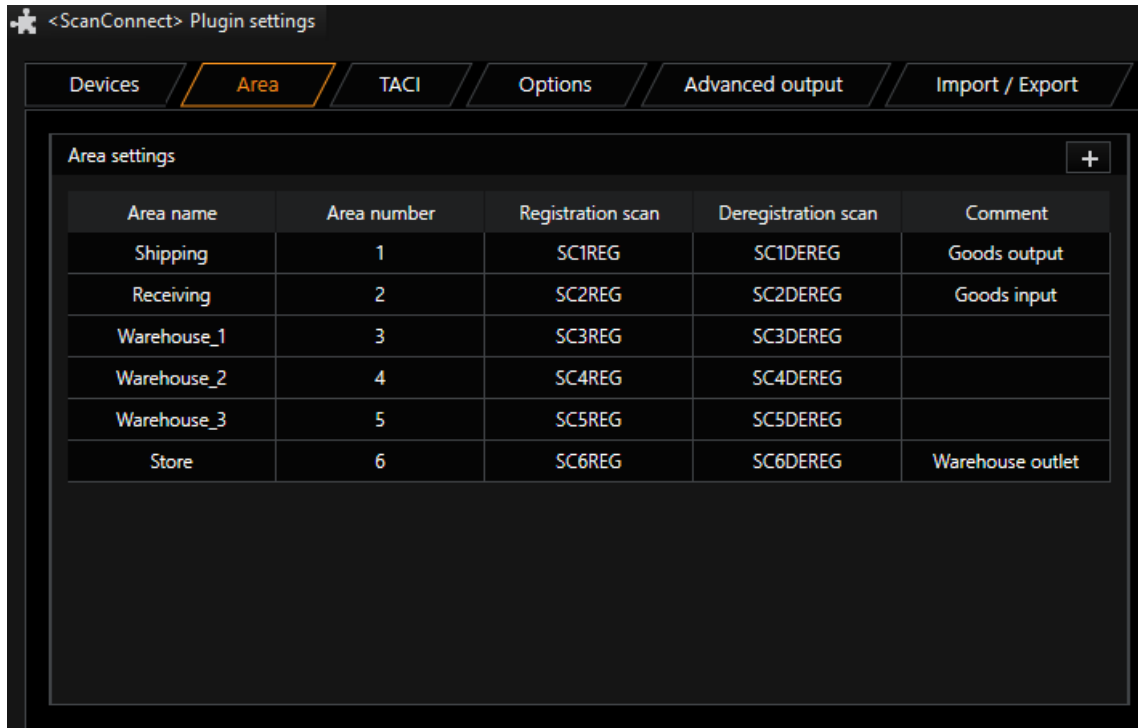 <ScanConnect> Plugin settings
Devices Area TACI Options Advanced output Import / Export
Area settings +
Area name Area number Registration scan Deregistration scan Comment
Shipping 1 SC1REG SC1DEREG Goods output
Receiving 2 SC2REG SC2DEREG Goods input
Warehouse_1 3 SC3REG SC3DEREG
Warehouse_2 4 SC4REG SC4DEREG
Warehouse_3 5 SC5REG SC5DEREG
Store 6 SC6REG SC6DEREG Warehouse outlet